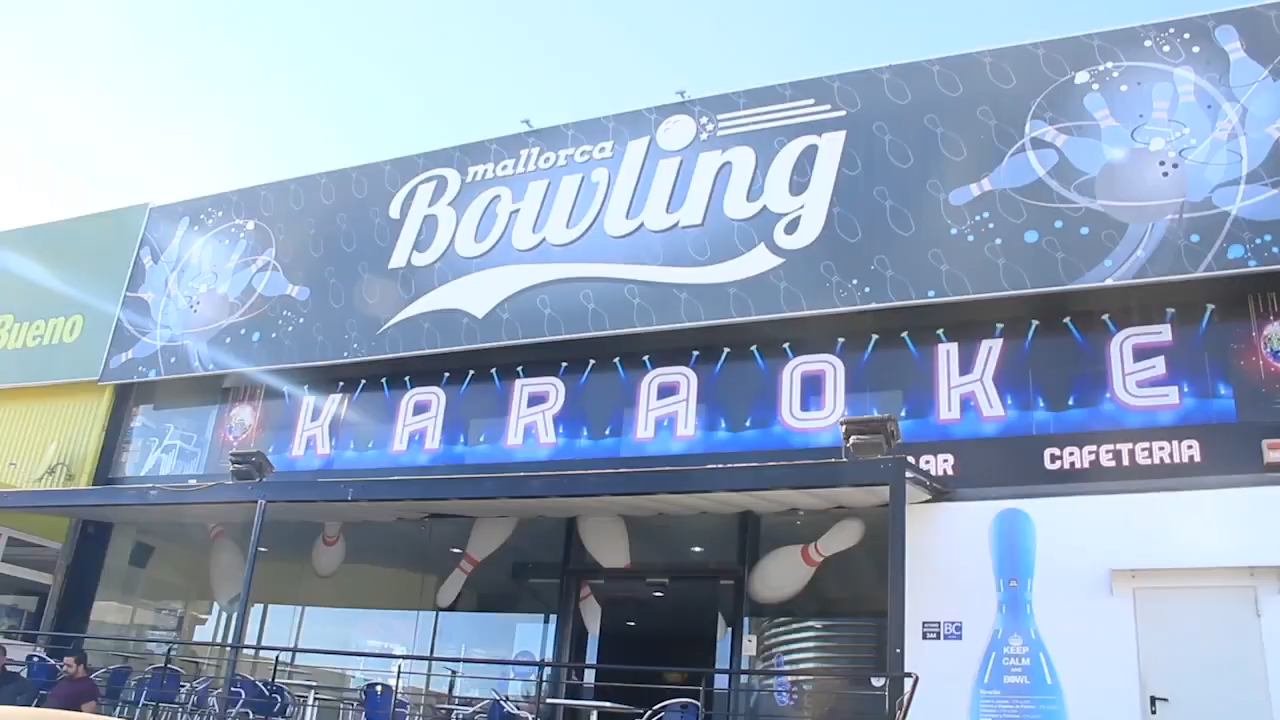 mallorca
Bowling
Bueno
KARAOKE
BAR
CAFETERIA
BC
KEEP
CALM
AND
BOWL